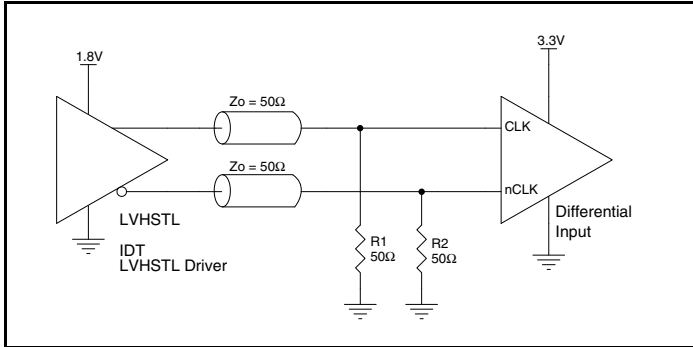 1.8V
3.3V
Zo = 50Ω
Zo = 50Ω
CLK
nCLK
LVHSTL
IDT
LVHSTL Driver
R1
50Ω
R2
50Ω
Differential
Input